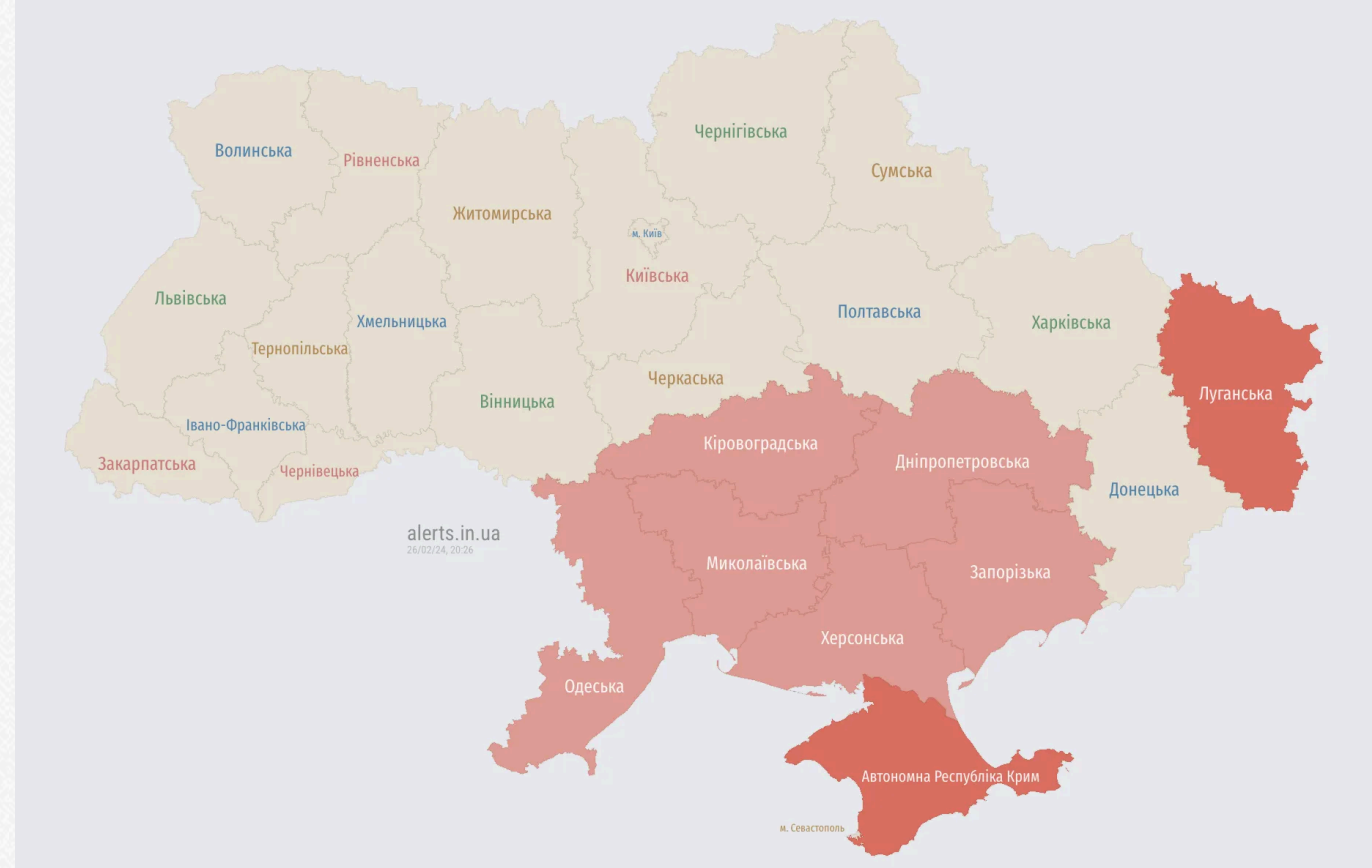 Чернігівська
Волинська
Рівненська
Сумська
Житомирська
м. Київ
Київська
Львівська
Полтавська
Хмельницька
Харківська
Тернопільська
Черкаська
Луганська
Вінницька
Івано-Франківська
Кіровоградська
Дніпропетровська
Закарпатська
Чернівецька
Донецька
alerts.in.ua
26/02/24, 20:26
Миколаївська
Запорізька
Херсонська
Одеська
Автономна Республіка Крим
м. Севастополь